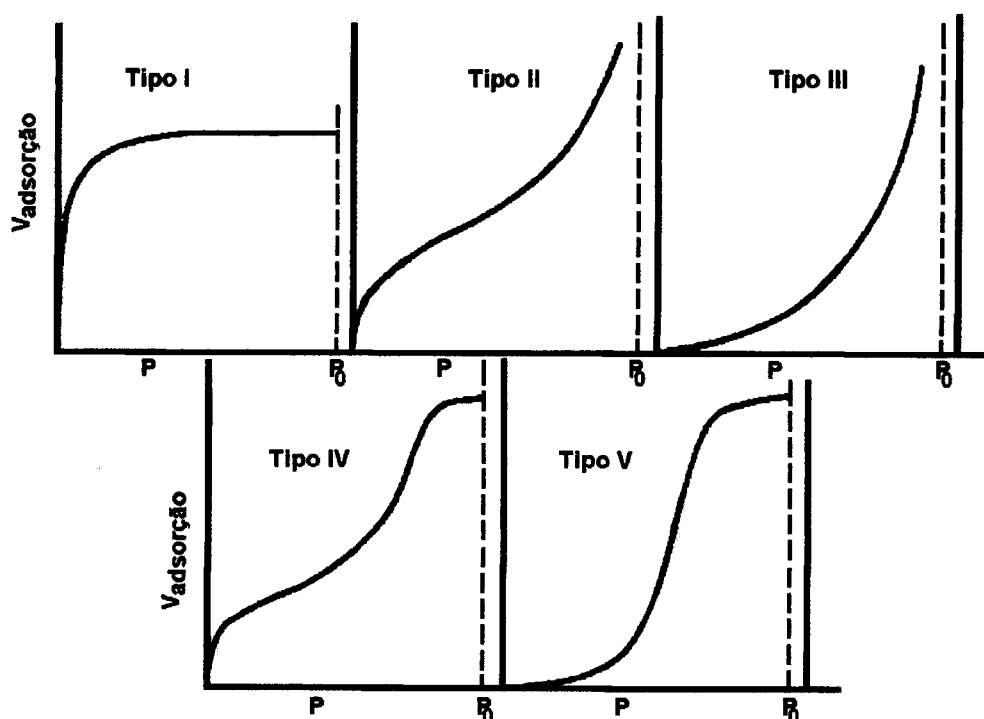 Tipo I
Tipo II
Tipo III
Vadsorção
P
P0
P
P0
P
P0
Tipo IV
Tipo V
Vadsorção
P
P0
P
P0